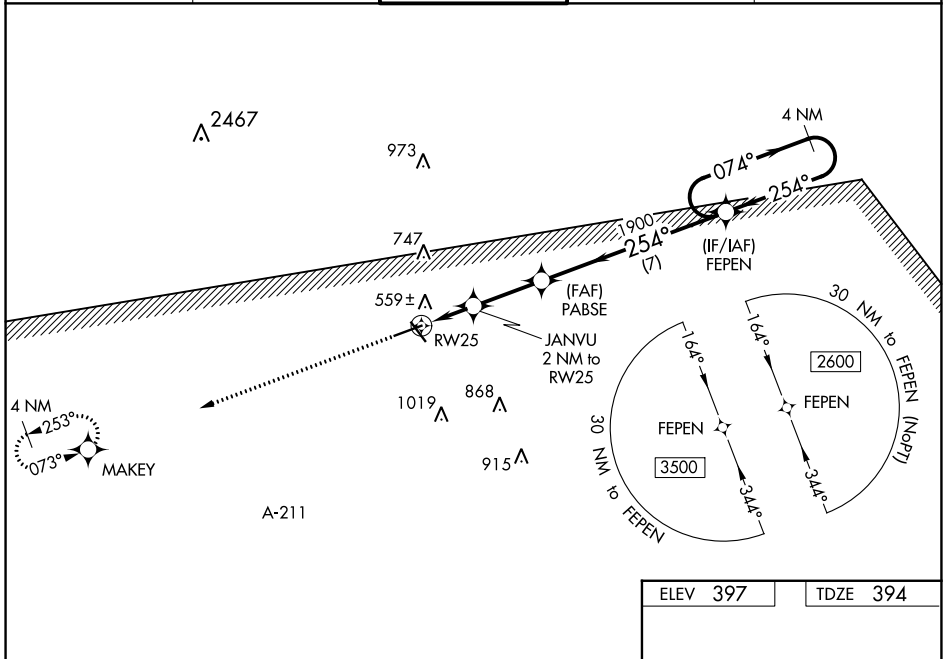 2467
973
4 NM
074°
254°
1900
254°
(7)
(IF/IAF)
FEPEN
747
559±
(FAF)
PABSE
RW25
JANVU
2 NM to
RW25
4 NM
253°
073°
MAKEY
1019
868
915
A-211
30 NM to FEPEN
164°
FEPEN
3500
344°
30 NM to FEPEN (NoPT)
164°
2600
FEPEN
344°
ELEV 397
TDZE 394